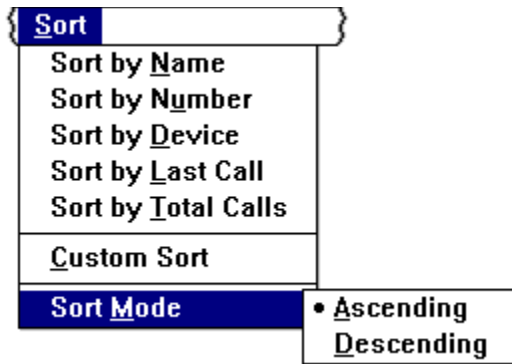 Sort
Sort by Name
Sort by Number
Sort by Device
Sort by Last Call
Sort by Total Calls
Custom Sort
Sort Mode
• Ascending
Descending